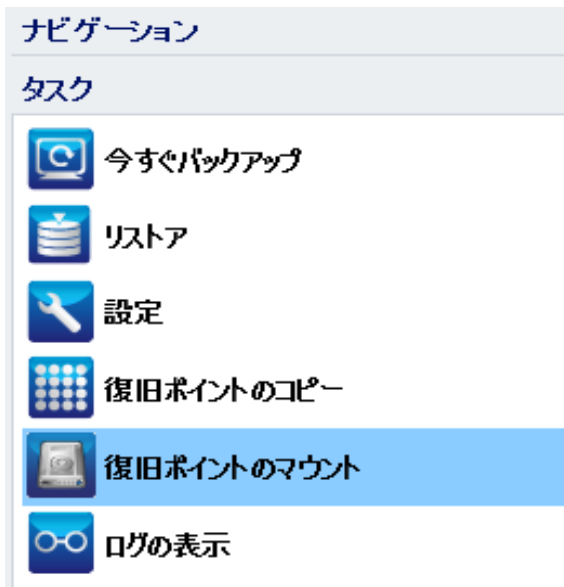 ナビゲーション
タスク
今すぐバックアップ
リストア
設定
復旧ポイントのコピー
復旧ポイントのマウント
ログの表示